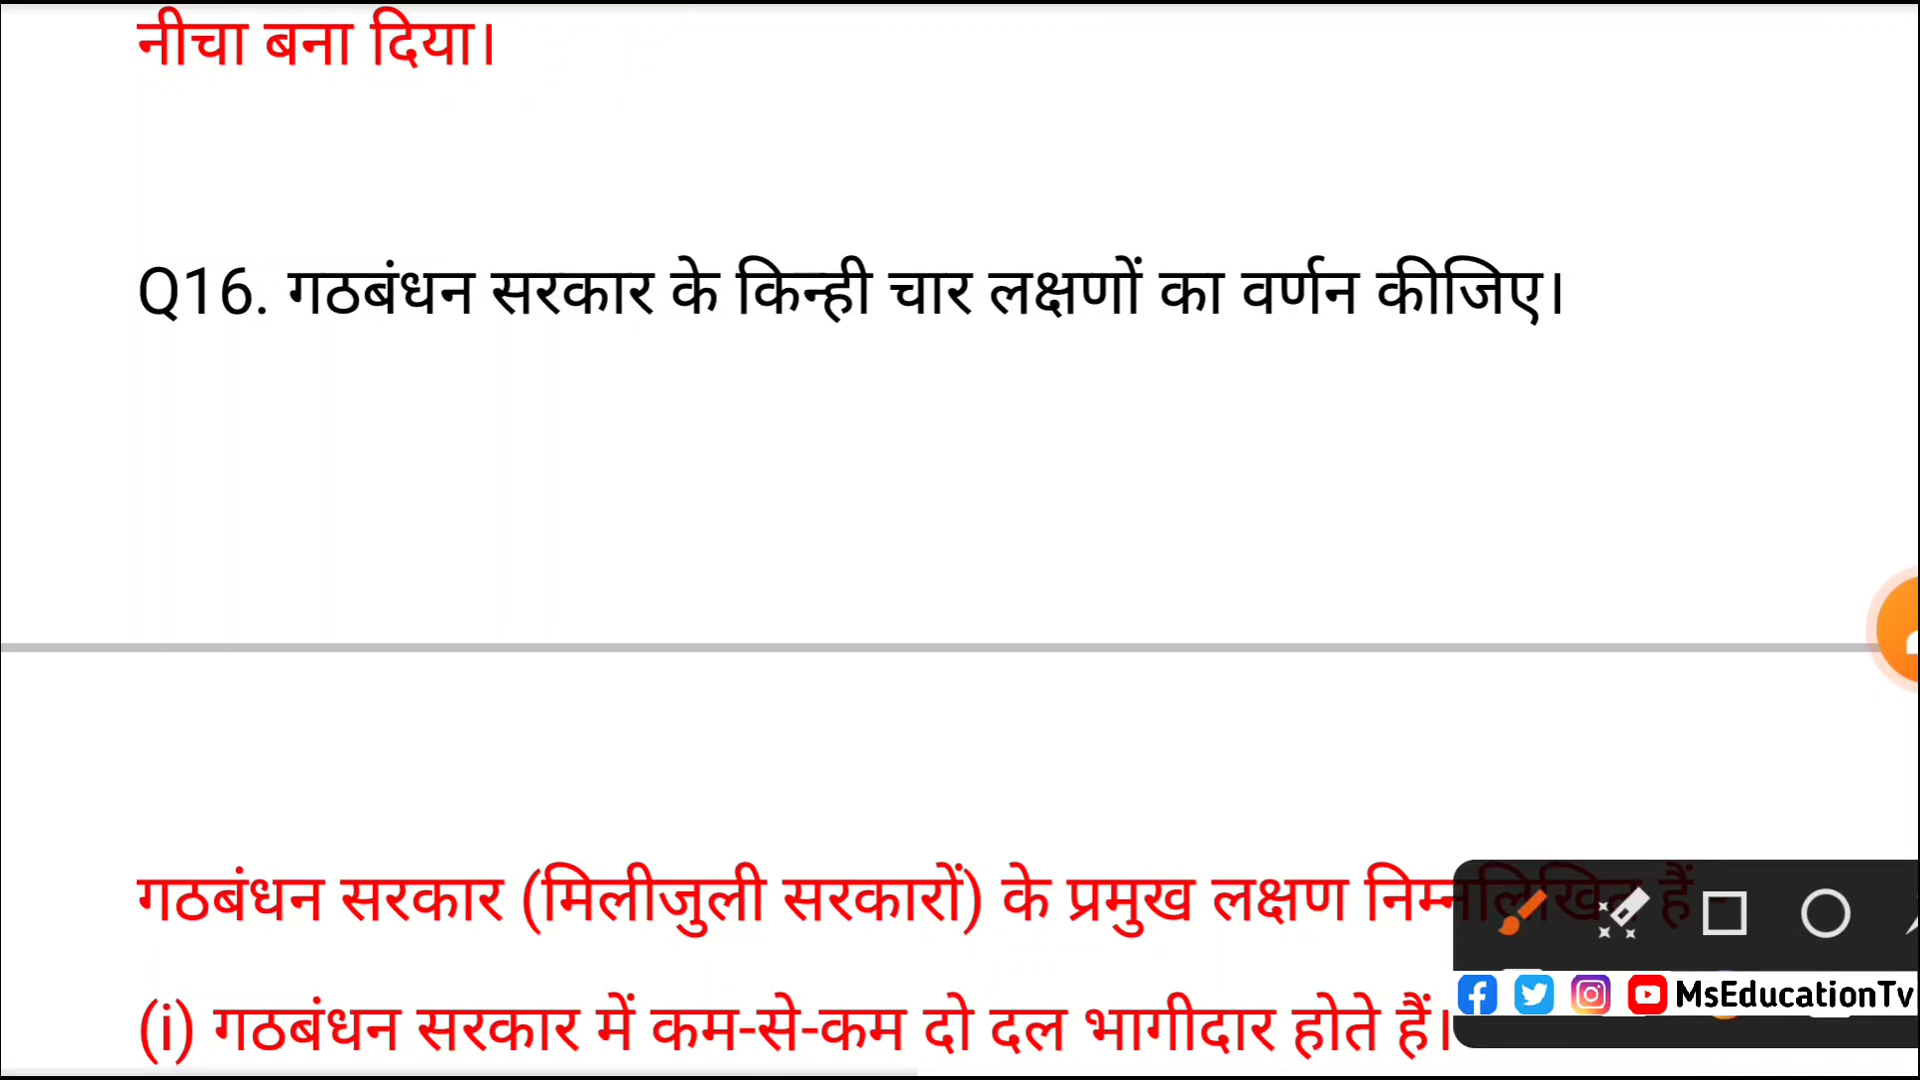 नीचा बना दिया।
Q16. गठबंधन सरकार के किन्ही चार लक्षणों का वर्णन कीजिए।
गठबंधन सरकार (मिलीजुली सरकारों) के प्रमुख लक्षण निम्नलिखित हैं-
(i) गठबंधन सरकार में कम-से-कम दो दल भागीदार होते हैं।
MsEducationTv